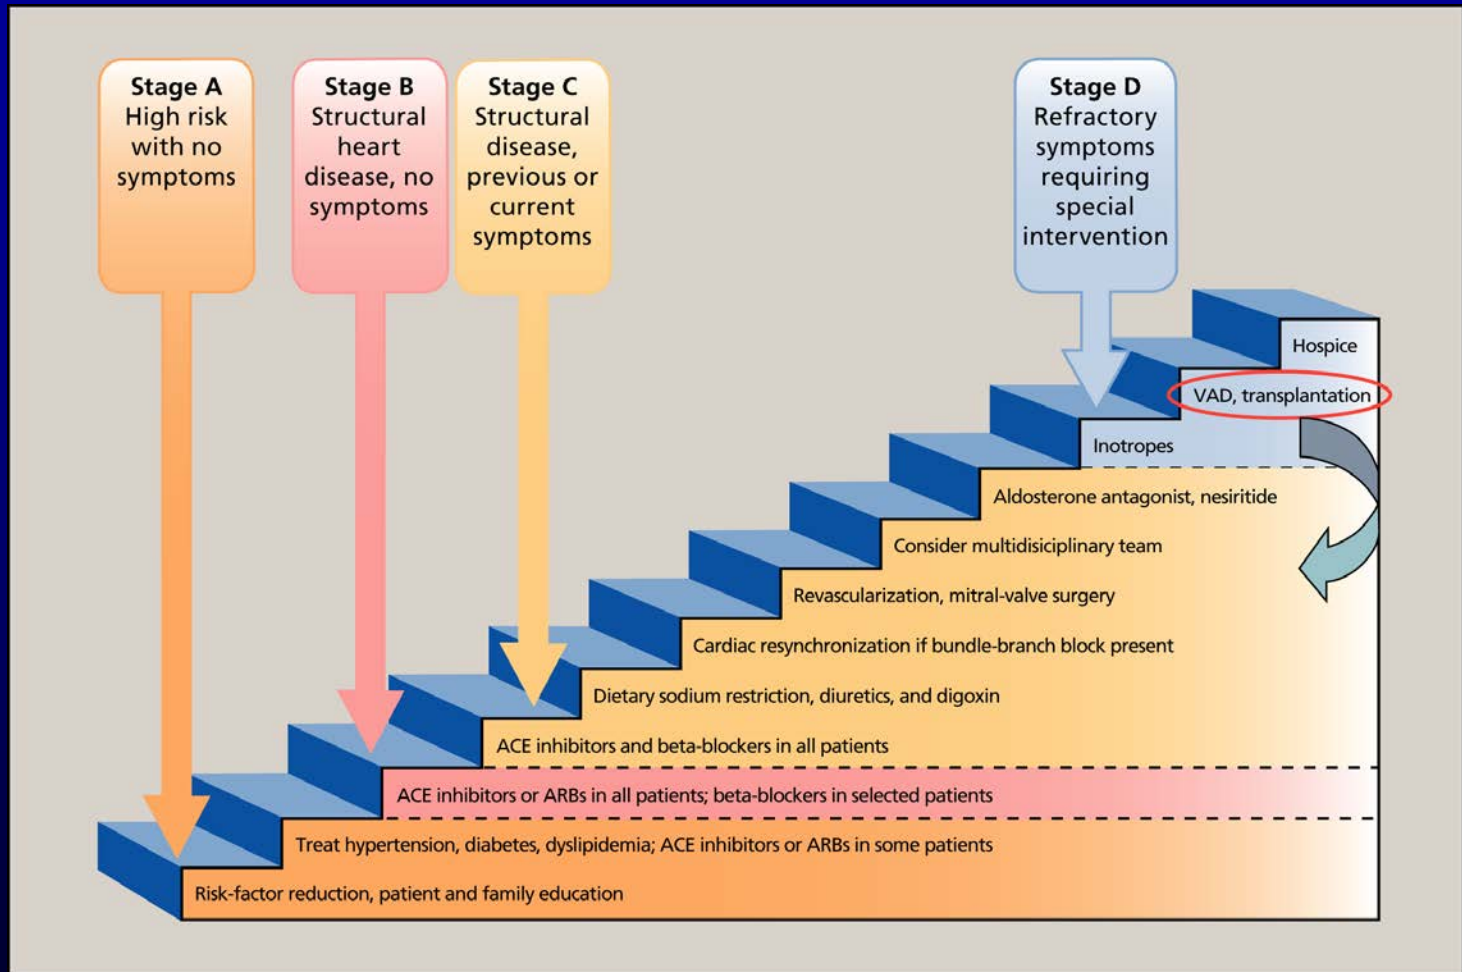 Stage A
High risk
with no
symptoms
Stage B
Structural
heart
disease, no
symptoms
Stage C
Structural
disease,
previous or
current
symptoms
Stage D
Refractory
symptoms
requiring
special
intervention
Hospice
VAD, transplantation
Inotropes
Aldosterone antagonist, nesiritide
Consider multidisiciplinary team
Revascularization, mitral-valve surgery
Cardiac resynchronization if bundle-branch block present
Dietary sodium restriction, diuretics, and digoxin
ACE inhibitors and beta-blockers in all patients
ACE inhibitors or ARBs in all patients; beta-blockers in selected patients
Treat hypertension, diabetes, dyslipidemia; ACE inhibitors or ARBs in some patients
Risk-factor reduction, patient and family education